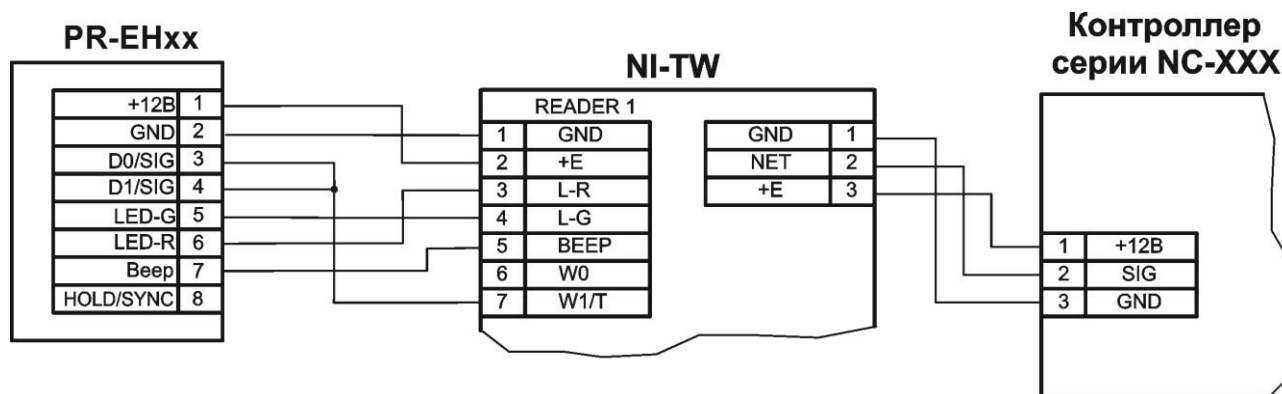 PR-EHxx
+12В 1
GND 2
D0/SIG 3
D1/SIG 4
LED-G 5
LED-R 6
Beep 7
HOLD/SYNC 8
NI-TW
READER 1
1 GND
2 +E
3 L-R
4 L-G
5 BEEP
6 W0
7 W1/T
GND 1
NET 2
+E 3
Контроллер
серии NC-XXX
1 +12В
2 SIG
3 GND